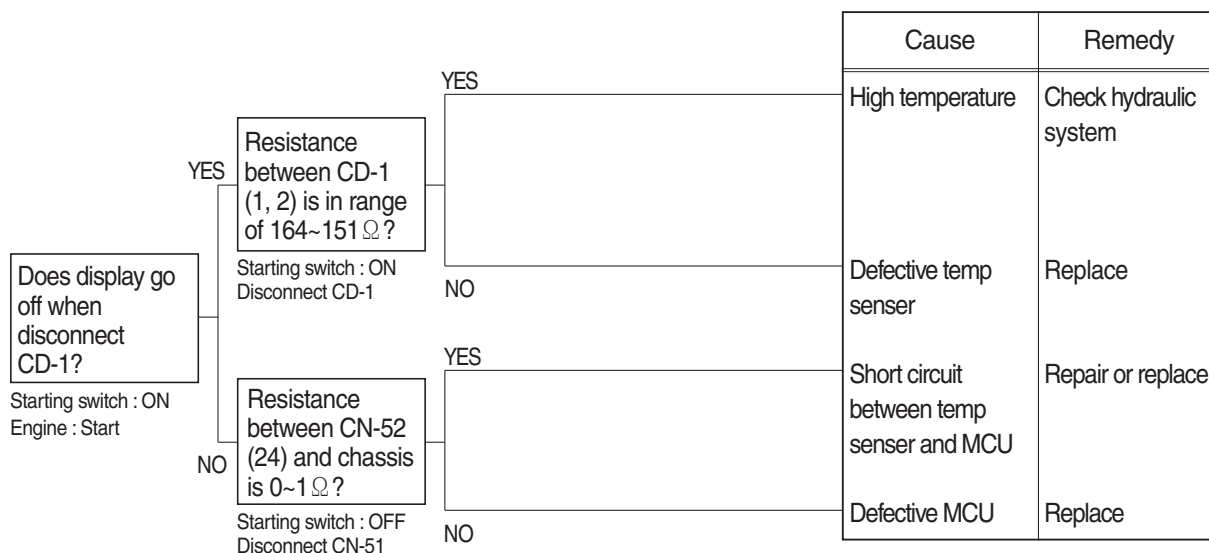 Cause
Remedy
YES
High temperature
Check hydraulic
system
Resistance
between CD-1
(1, 2) is in range
of 164~151Ω?
YES
Starting switch : ON
Disconnect CD-1
NO
Defective temp
senser
Replace
Does display go
off when
disconnect
CD-1?
Starting switch : ON
Engine : Start
YES
Short circuit
between temp
senser and MCU
Repair or replace
Resistance
between CN-52
(24) and chassis
is 0~1Ω?
NO
Starting switch : OFF
Disconnect CN-51
NO
Defective MCU
Replace